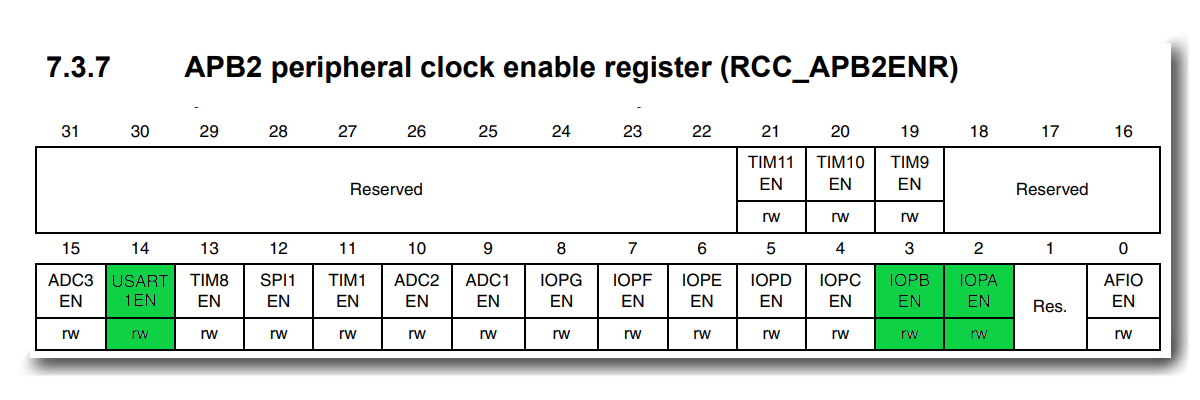 7.3.7 APB2 peripheral clock enable register (RCC_APB2ENR)
31 30 29 28 27 26 25 24 23 22 21 20 19 18 17 16
Reserved TIM11 EN TIM10 EN TIM9 EN Reserved
rw rw rw
15 14 13 12 11 10 9 8 7 6 5 4 3 2 1 0
ADC3 EN USART 1EN TIM8 EN SPI1 EN TIM1 EN ADC2 EN ADC1 EN IOPG EN IOPF EN IOPE EN IOPD EN IOPC EN IOPB EN IOPA EN Res. AFIO EN
rw rw rw rw rw rw rw rw rw rw rw rw rw rw rw